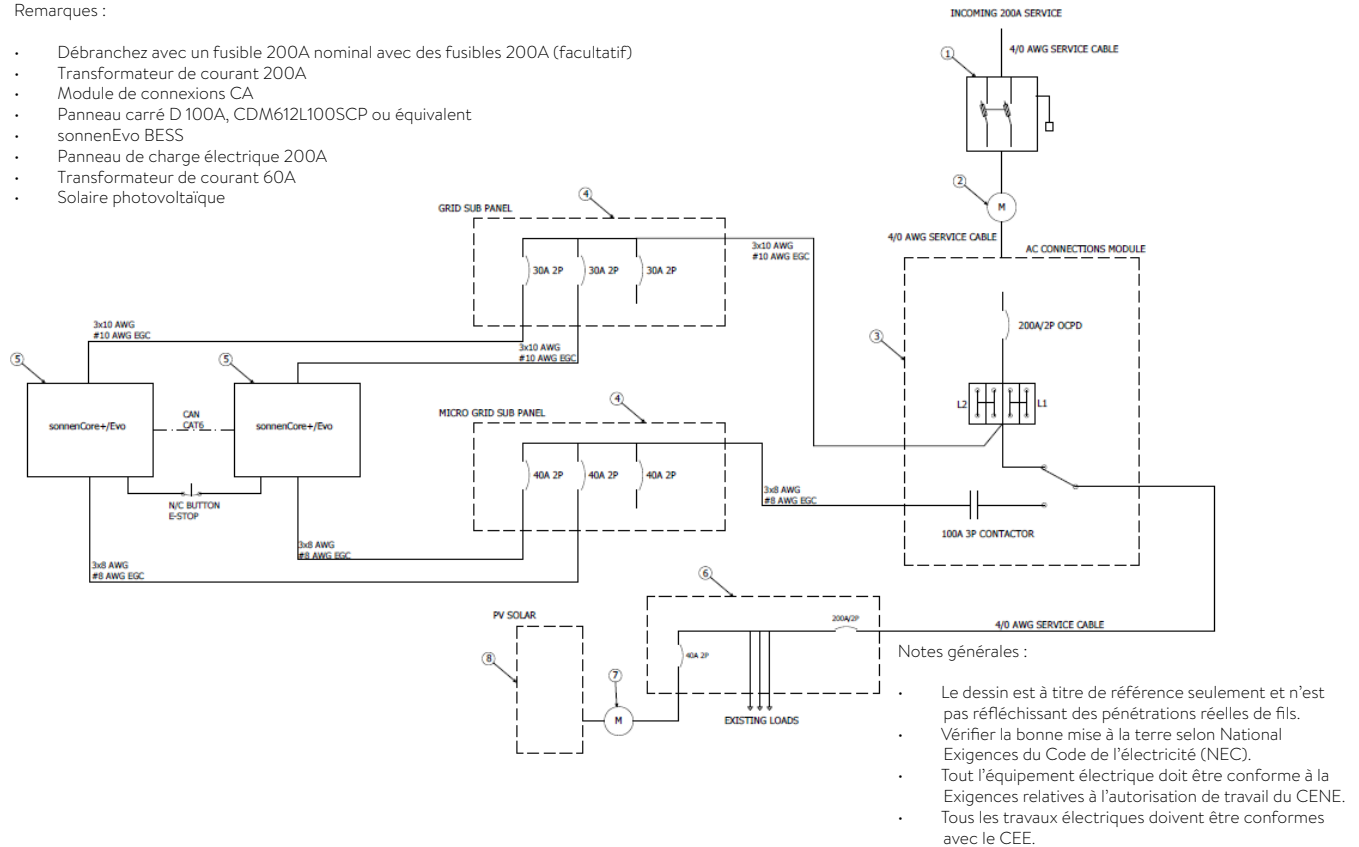 Remarques :
• Débranchez avec un fusible 200A nominal avec des fusibles 200A (facultatif)
• Transformateur de courant 200A
• Module de connexions CA
• Panneau carré D 100A, CDM612L100SCP ou équivalent
• sonnenEvo BESS
• Panneau de charge électrique 200A
• Transformateur de courant 60A
• Solaire photovoltaïque
INCOMING 200A SERVICE
4/0 AWG SERVICE CABLE
1
2
M
4/0 AWG SERVICE CABLE
AC CONNECTIONS MODULE
3
200A/2P OCPD
L2
L1
100A 3P CONTACTOR
GRID SUB PANEL
4
30A 2P
30A 2P
30A 2P
3x10 AWG
#10 AWG EGC
3x10 AWG
#10 AWG EGC
3x10 AWG
#10 AWG EGC
5
5
sonnenCore+/Evo
CAN
CAT6
sonnenCore+/Evo
N/C BUTTON
E-STOP
MICRO GRID SUB PANEL
4
40A 2P
40A 2P
40A 2P
3x8 AWG
#8 AWG EGC
3x8 AWG
#8 AWG EGC
3x8 AWG
#8 AWG EGC
6
200A/2P
40A 2P
4/0 AWG SERVICE CABLE
EXISTING LOADS
PV SOLAR
8
7
M
Notes générales :
• Le dessin est à titre de référence seulement et n'est
pas réfléchissant des pénétrations réelles de fils.
• Vérifier la bonne mise à la terre selon National
Exigences du Code de l'électricité (NEC).
• Tout l'équipement électrique doit être conforme à la
Exigences relatives à l'autorisation de travail du CENE.
• Tous les travaux électriques doivent être conformes
avec le CEE.